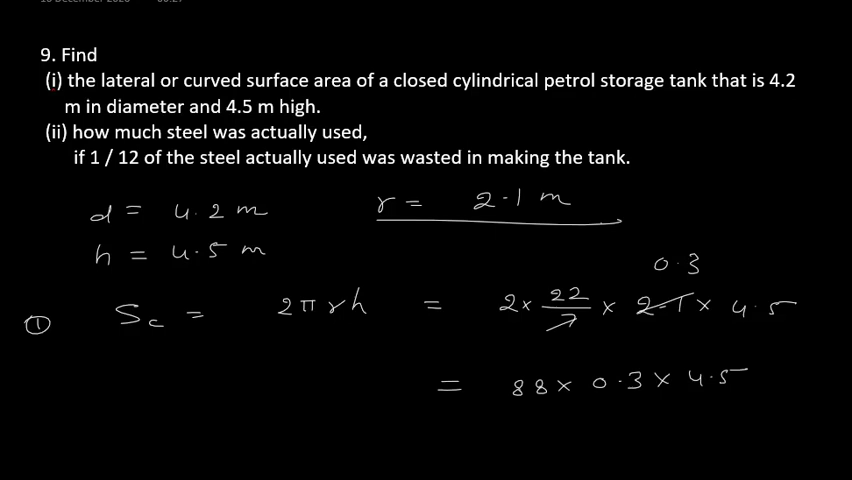 9. Find
(i) the lateral or curved surface area of a closed cylindrical petrol storage tank that is 4.2
m in diameter and 4.5 m high.
(ii) how much steel was actually used,
if 1 / 12 of the steel actually used was wasted in making the tank.
d = 4.2 m r = 2.1 m
h = 4.5 m
0.3
① Sc = 2πrh = 2 × 22/7 × 2.1 × 4.5
= 88 × 0.3 × 4.5